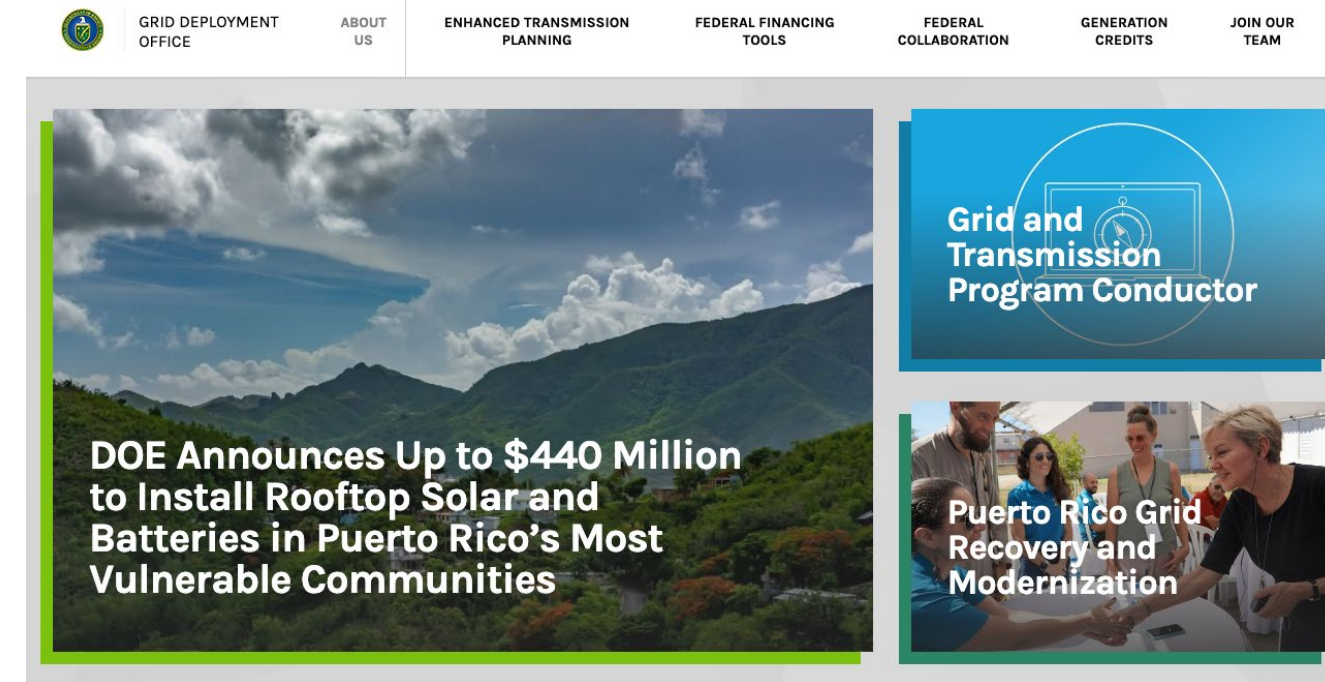 GRID DEPLOYMENT
OFFICE
ABOUT
US
ENHANCED TRANSMISSION
PLANNING
FEDERAL FINANCING
TOOLS
FEDERAL
COLLABORATION
GENERATION
CREDITS
JOIN OUR
TEAM
DOE Announces Up to $440 Million
to Install Rooftop Solar and
Batteries in Puerto Rico’s Most
Vulnerable Communities
Grid and
Transmission
Program Conductor
Puerto Rico Grid
Recovery and
Modernization